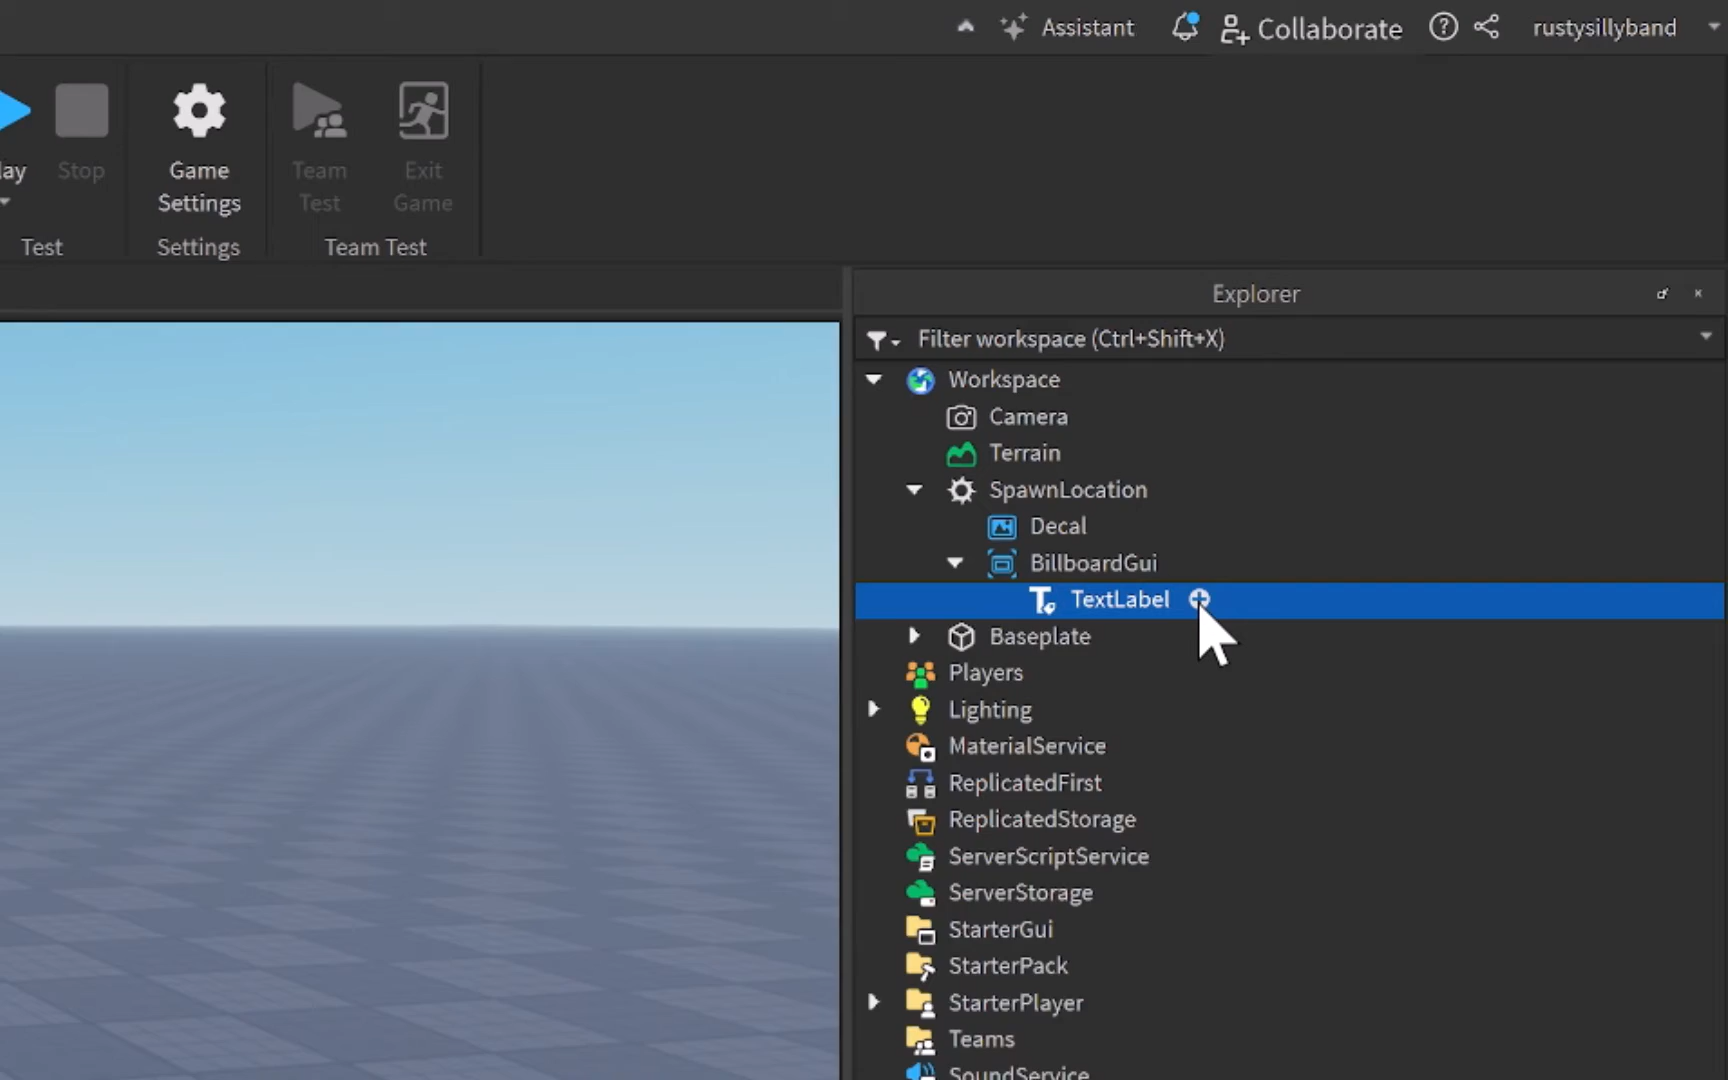 Assistant
Collaborate
rustysillyband
lay
Stop
Game
Settings
Team
Test
Exit
Game
Test
Settings
Team Test
Explorer
Filter workspace (Ctrl+Shift+X)
Workspace
Camera
Terrain
SpawnLocation
Decal
BillboardGui
TextLabel
Baseplate
Players
Lighting
MaterialService
ReplicatedFirst
ReplicatedStorage
ServerScriptService
ServerStorage
StarterGui
StarterPack
StarterPlayer
Teams
SoundService